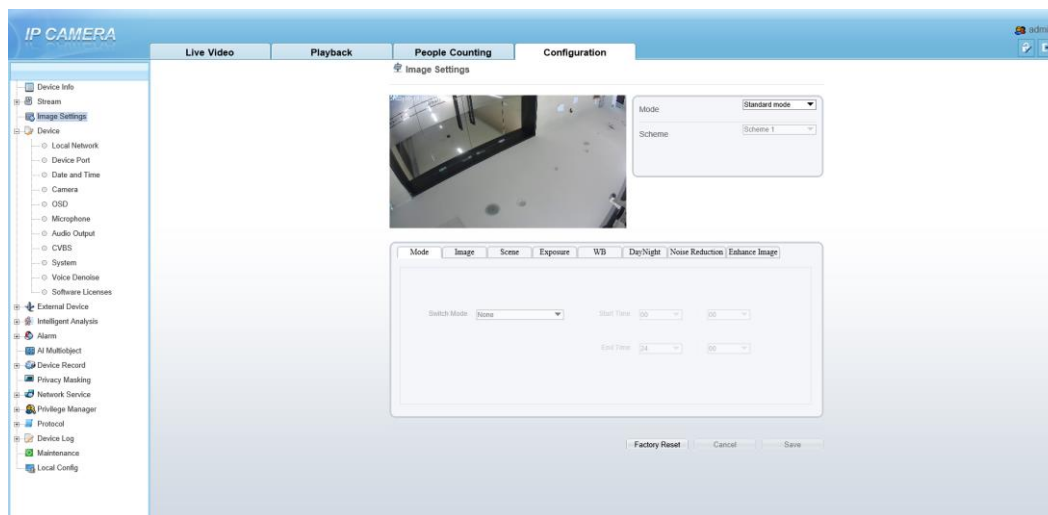 IP CAMERA
admi
Live Video
Playback
People Counting
Configuration
Image Settings
Device Info
Stream
Image Settings
Device
Local Network
Device Port
Date and Time
Camera
OSD
Microphone
Audio Output
CVBS
System
Voice Denoise
Software Licenses
External Device
Intelligent Analysis
Alarm
AI Multiobject
Device Record
Privacy Masking
Network Service
Privilege Manager
Protocol
Device Log
Maintenance
Local Config
Mode Standard mode
Scheme Scheme 1
Mode Image Scene Exposure WB DayNight Noise Reduction Enhance Image
Switch Mode None Start Time 00 00
End Time 24 00
Factory Reset Cancel Save